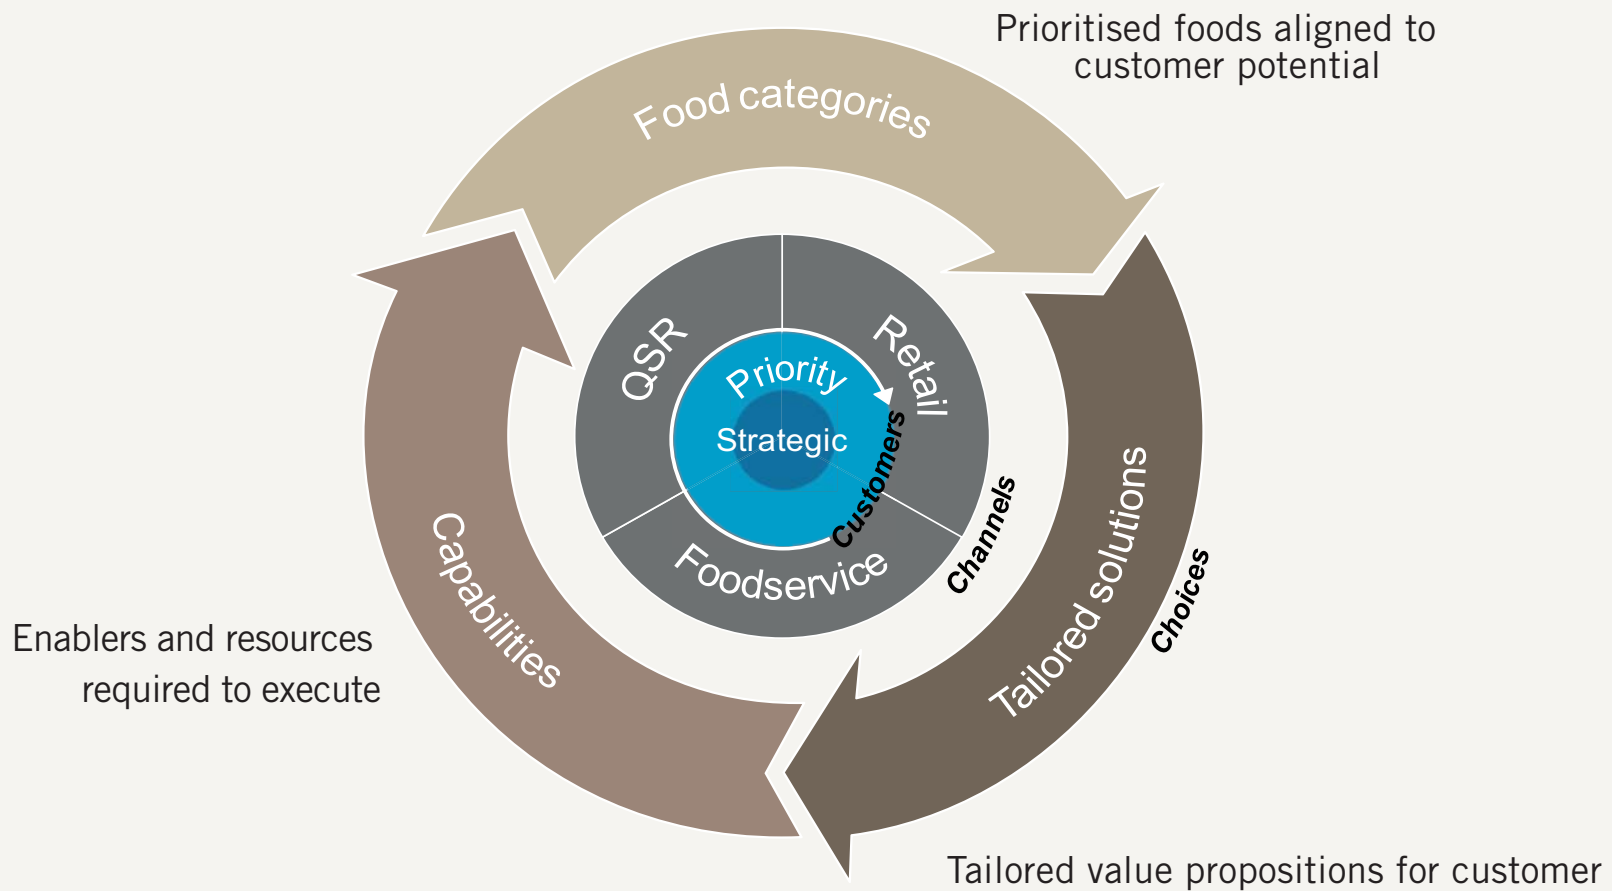 Prioritised foods aligned to
customer potential
Food categories
QSR
Retail
Priority
Strategic
Customers
Channels
Foodservice
Capabilities
Tailored solutions
Choices
Enablers and resources
required to execute
Tailored value propositions for customer